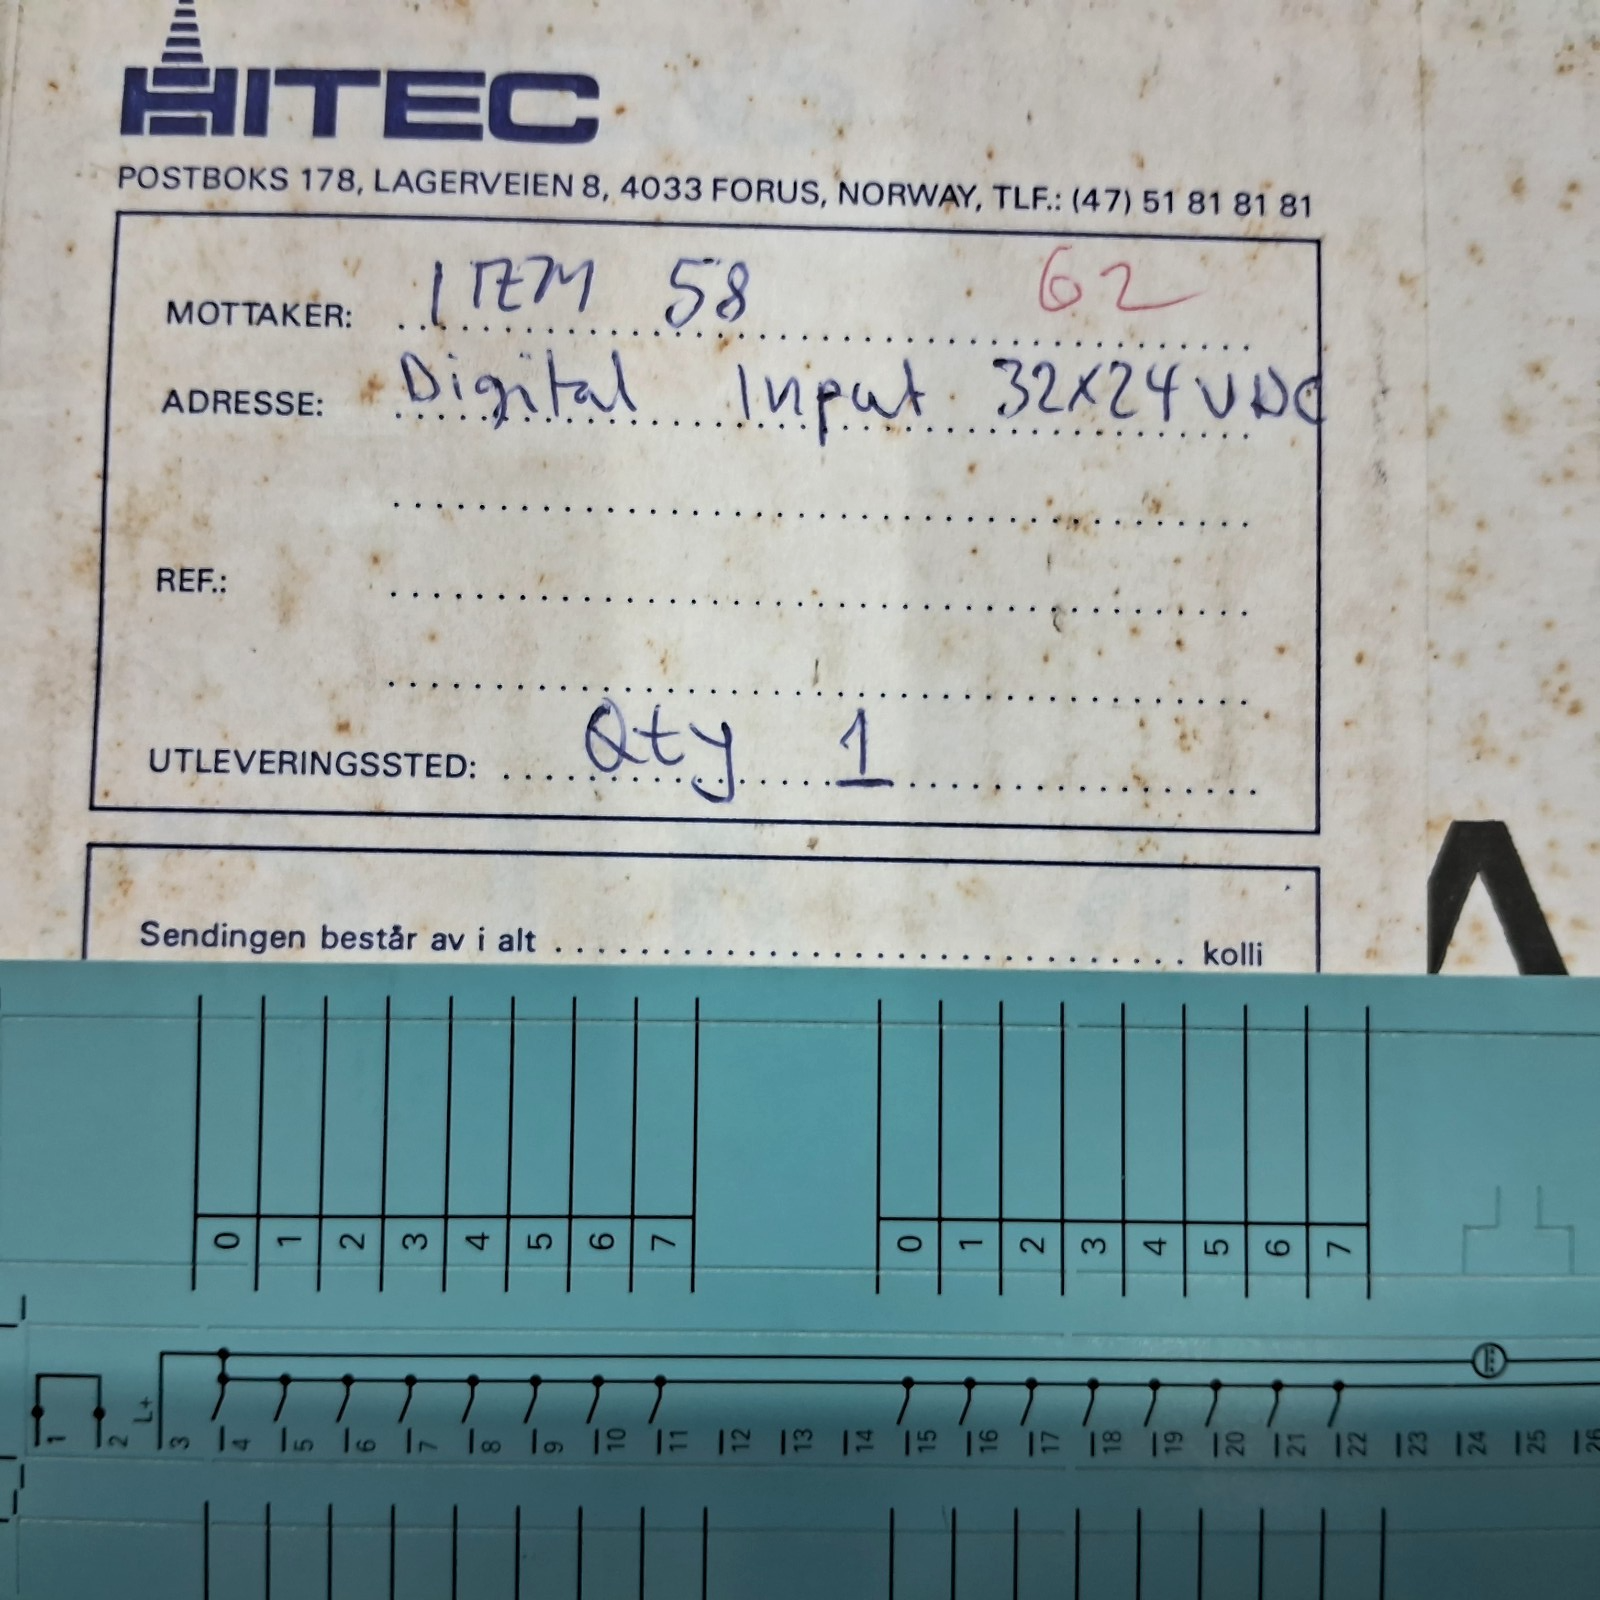 HITEC
POSTBOKS 178, LAGERVEIEN 8, 4033 FORUS, NORWAY, TLF.: (47) 51 81 81 81
MOTTAKER: ITEM 58 62
ADRESSE: Digital Input 32x24 VDC
REF.:
UTLEVERINGSSTED: Qty 1
Sendingen består av i alt kolli
0 1 2 3 4 5 6 7 0 1 2 3 4 5 6 7
L+
1 2 3 4 5 6 7 8 9 10 11 12 13 14 15 16 17 18 19 20 21 22 23 24 25 26